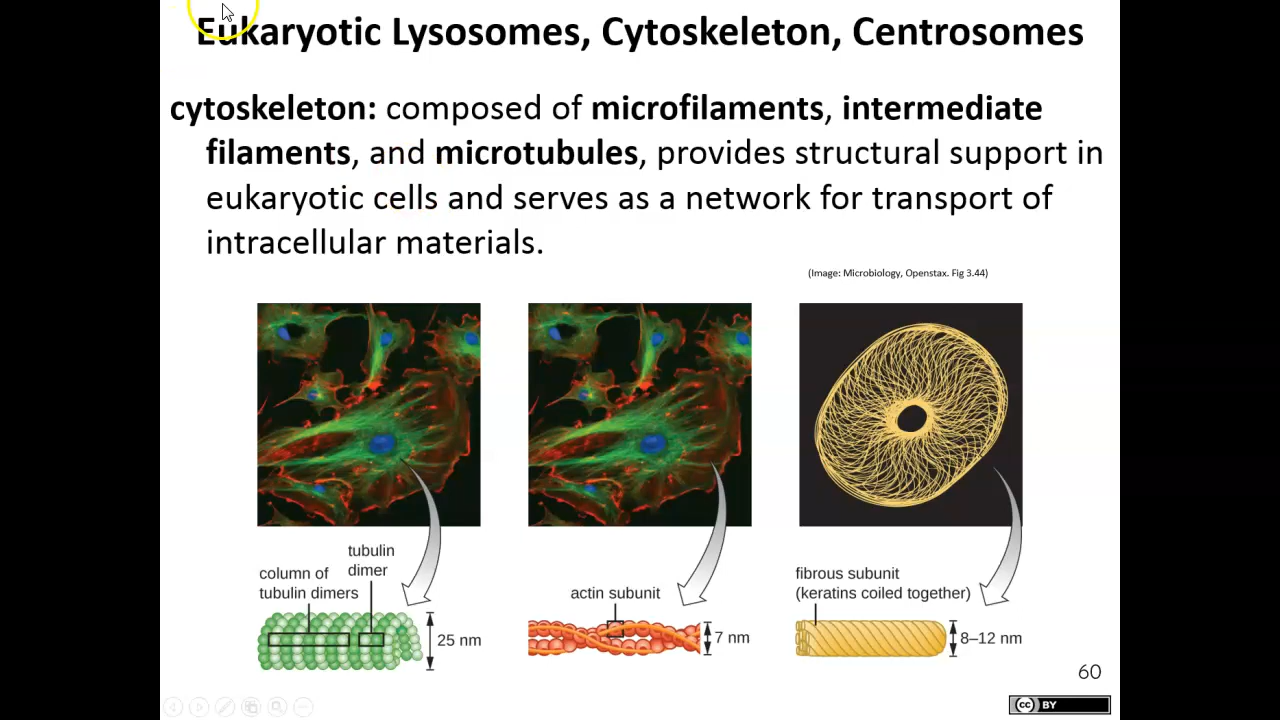 Eukaryotic Lysosomes, Cytoskeleton, Centrosomes
cytoskeleton: composed of microfilaments, intermediate
filaments, and microtubules, provides structural support in
eukaryotic cells and serves as a network for transport of
intracellular materials.
(Image: Microbiology, Openstax. Fig 3.44)
column of
tubulin dimers
tubulin
dimer
25 nm
actin subunit
7 nm
fibrous subunit
(keratins coiled together)
8–12 nm
60
cc BY